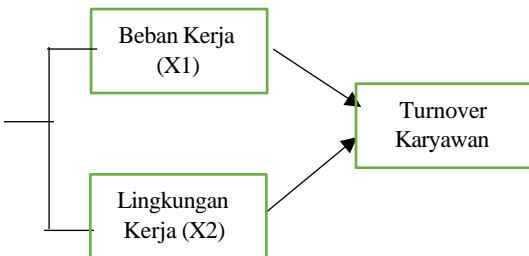 Beban Kerja
(X1)
Turnover
Karyawan
Lingkungan
Kerja (X2)